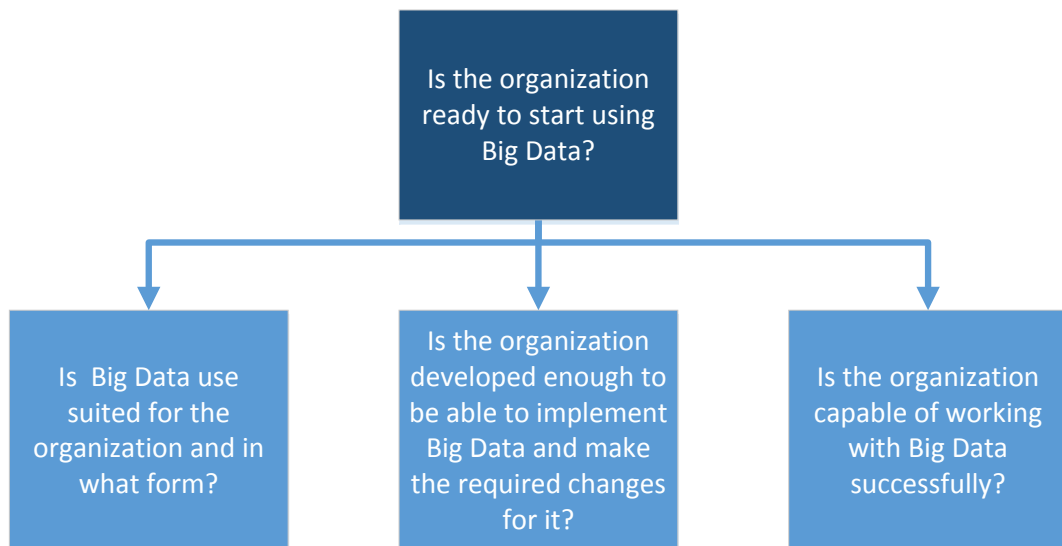 Is the organization
ready to start using
Big Data?
Is  Big Data use
suited for the
organization and in
what form?
Is the organization
developed enough to
be able to implement
Big Data and make
the required changes
for it?
Is the organization
capable of working
with Big Data
successfully?